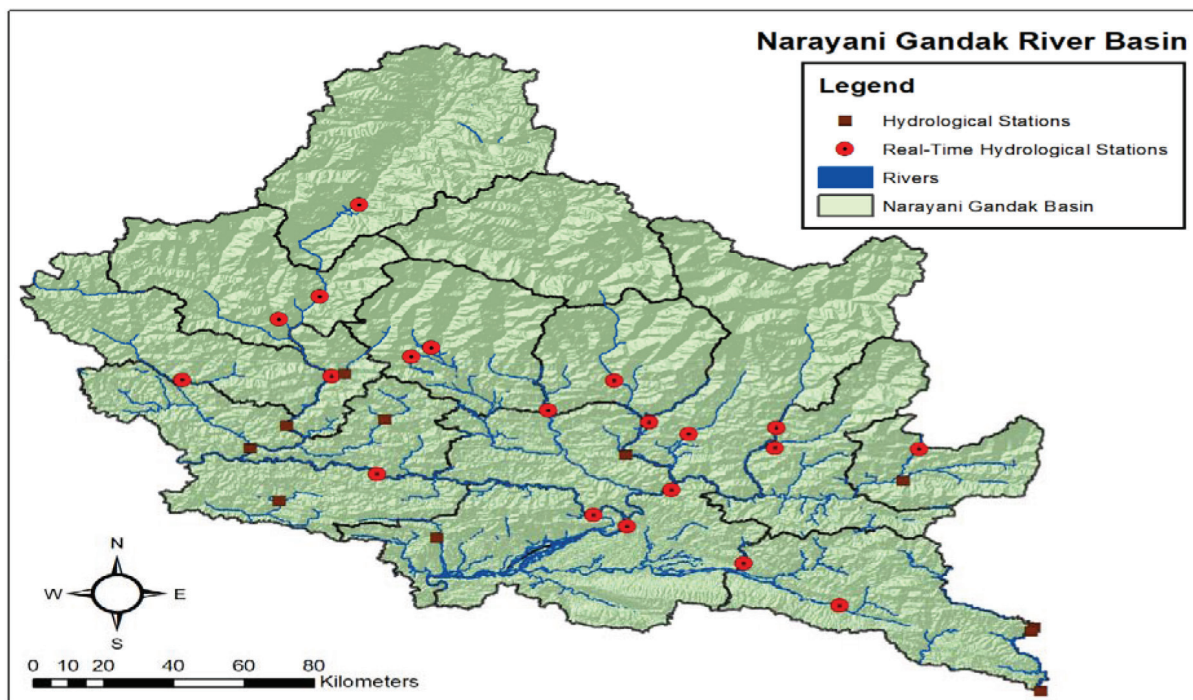 Narayani Gandak River Basin
Legend
Hydrological Stations
Real-Time Hydrological Stations
Rivers
Narayani Gandak Basin
N
W E
S
0 10 20 40 60 80
Kilometers